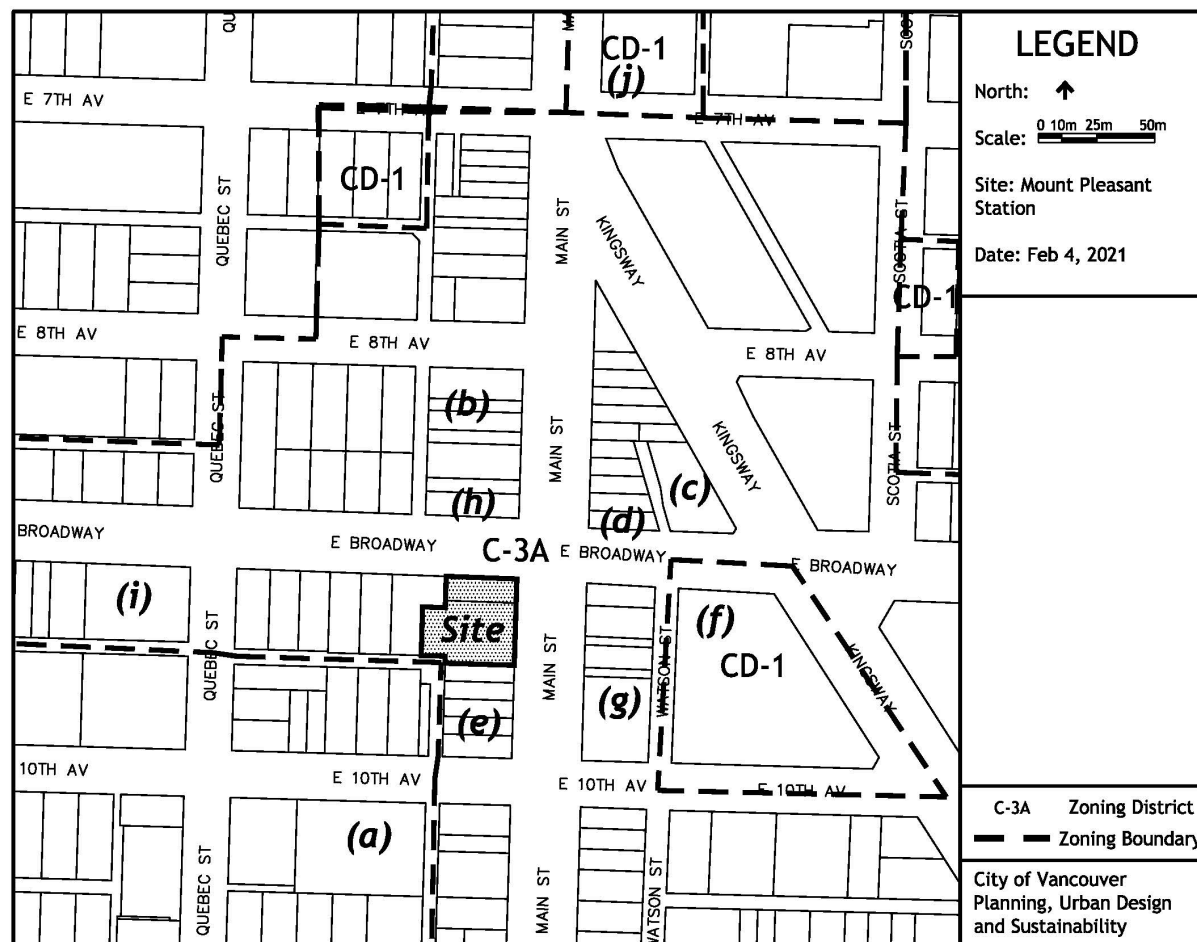 QU
MA
SCOT
CD-1
(j)
E 7TH AV
E 7TH AV
CD-1
QUEBEC ST
MAIN ST
KINGSWAY
SCOTIA ST
CD-1
E 8TH AV
E 8TH AV
E 8TH AV
(b)
QUEBEC ST
MAIN ST
KINGSWAY
SCOTIA ST
(c)
(h)
(d)
BROADWAY
E BROADWAY
C-3A
E BROADWAY
E BROADWAY
(i)
Site
(f)
QUEBEC ST
MAIN ST
WATSON ST
CD-1
KINGSWAY
(e)
(g)
10TH AV
E 10TH AV
E 10TH AV
E 10TH AV
(a)
QUEBEC ST
MAIN ST
WATSON ST
LEGEND
North:
Scale: 0 10m 25m 50m
Site: Mount Pleasant
Station
Date: Feb 4, 2021
C-3A Zoning District
Zoning Boundary
City of Vancouver
Planning, Urban Design
and Sustainability